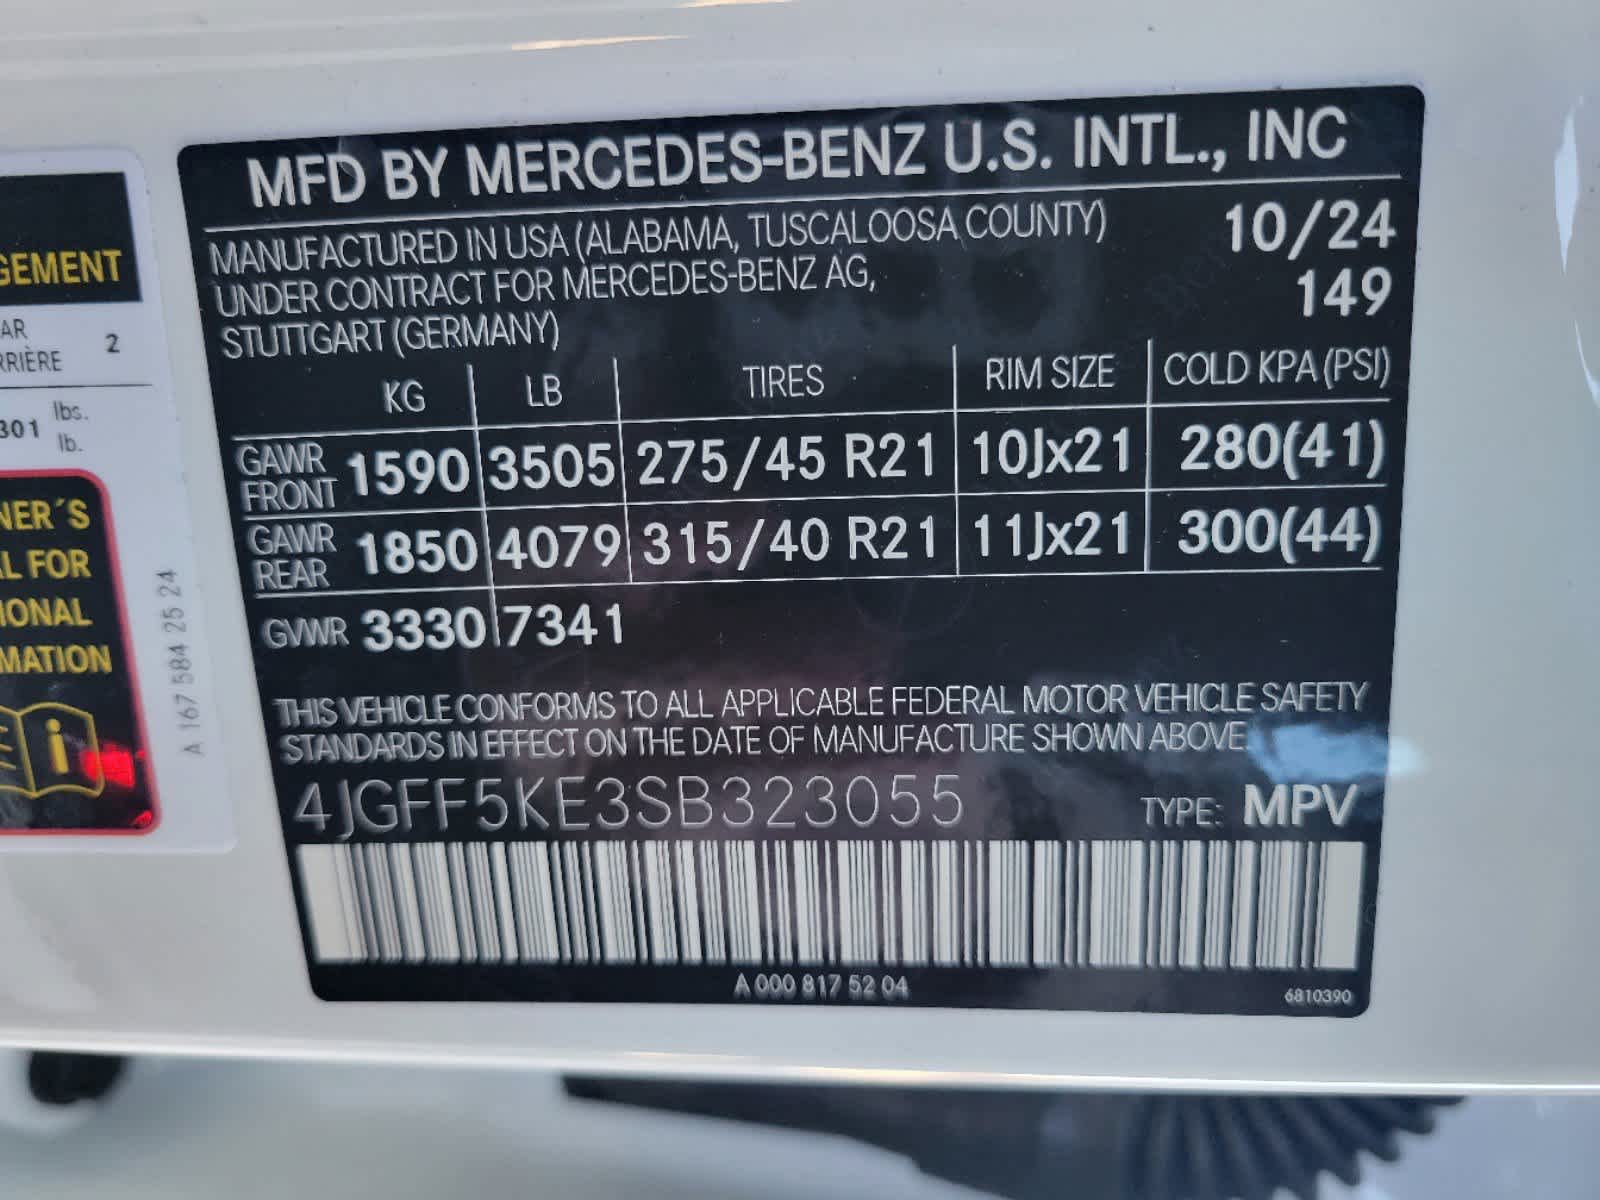 GEMENT
AR
RRIÈRE 2
301 lbs.
lb.
NER´S
L FOR
IONAL
MATION
i
A 167 584 25 24
MFD BY MERCEDES-BENZ U.S. INTL., INC
MANUFACTURED IN USA (ALABAMA, TUSCALOOSA COUNTY) 10/24
UNDER CONTRACT FOR MERCEDES-BENZ AG, 149
STUTTGART (GERMANY)
KG LB TIRES RIM SIZE COLD KPA (PSI)
GAWR FRONT 1590 3505 275/45 R21 10Jx21 280(41)
GAWR REAR 1850 4079 315/40 R21 11Jx21 300(44)
GVWR 3330 7341
THIS VEHICLE CONFORMS TO ALL APPLICABLE FEDERAL MOTOR VEHICLE SAFETY
STANDARDS IN EFFECT ON THE DATE OF MANUFACTURE SHOWN ABOVE.
4JGFF5KE3SB323055 TYPE: MPV
A 000 817 52 04
6810390